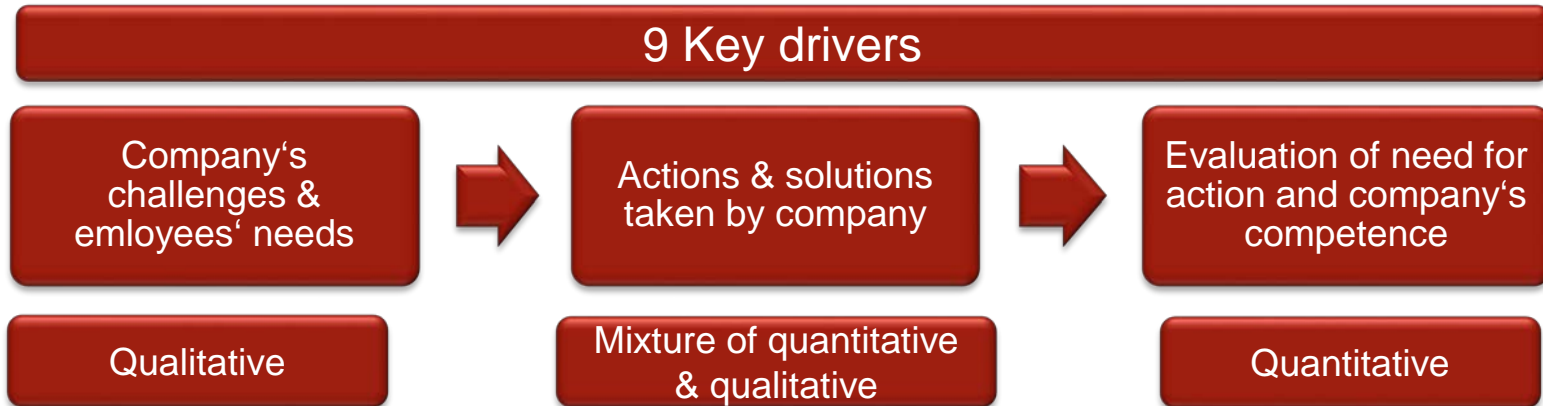 9 Key drivers
Company‘s
challenges &
emloyees‘ needs
Actions & solutions
taken by company
Evaluation of need for
action and company‘s
competence
Qualitative
Mixture of quantitative
& qualitative
Quantitative